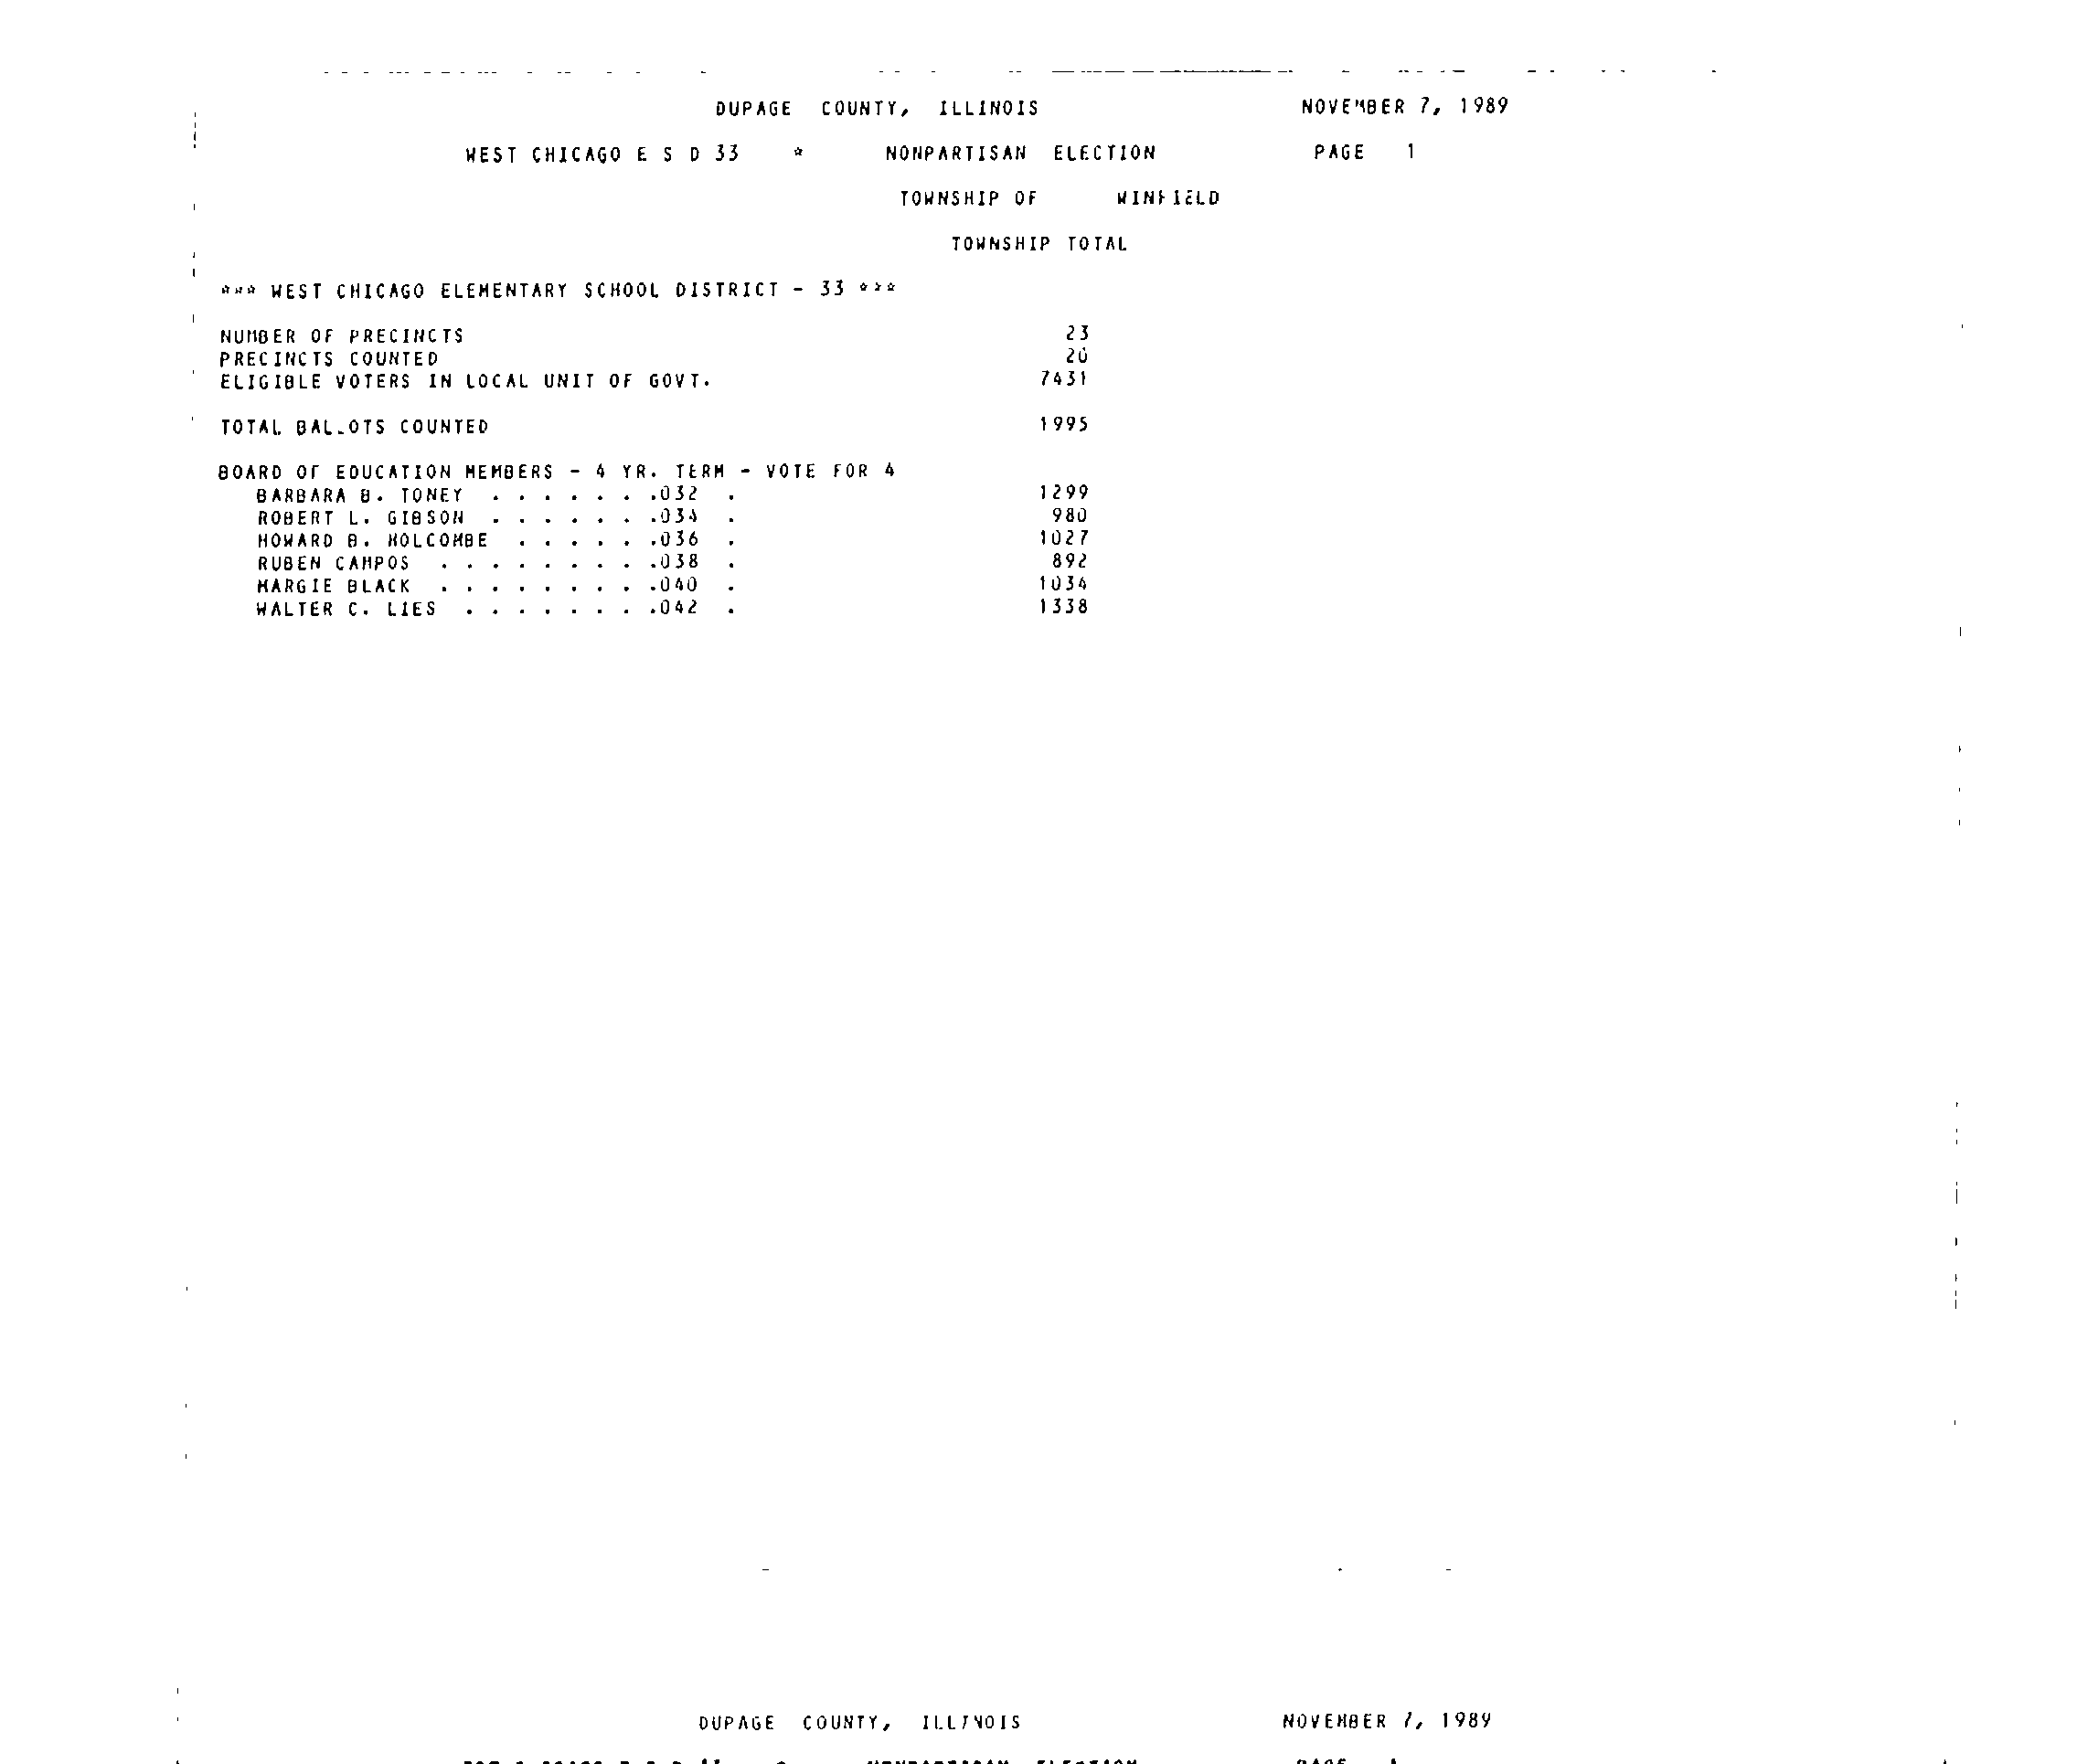 DUPAGE COUNTY, ILLINOIS NOVEMBER 7, 1989
WEST CHICAGO E S D 33 * NONPARTISAN ELECTION PAGE 1
TOWNSHIP OF WINFIELD
TOWNSHIP TOTAL
*** WEST CHICAGO ELEMENTARY SCHOOL DISTRICT - 33 ***
NUMBER OF PRECINCTS 23
PRECINCTS COUNTED 20
ELIGIBLE VOTERS IN LOCAL UNIT OF GOVT. 7431
TOTAL BALLOTS COUNTED 1995
BOARD OF EDUCATION MEMBERS - 4 YR. TERM - VOTE FOR 4
BARBARA B. TONEY . . . . . . .032 . 1299
ROBERT L. GIBSON . . . . . . .034 . 980
HOWARD B. HOLCOMBE . . . . . .036 . 1027
RUBEN CAMPOS . . . . . . . . .038 . 892
MARGIE BLACK . . . . . . . . .040 . 1034
WALTER C. LIES . . . . . . . .042 . 1338
DUPAGE COUNTY, ILLINOIS NOVEMBER 7, 1989
NONPARTISAN ELECTION PAGE